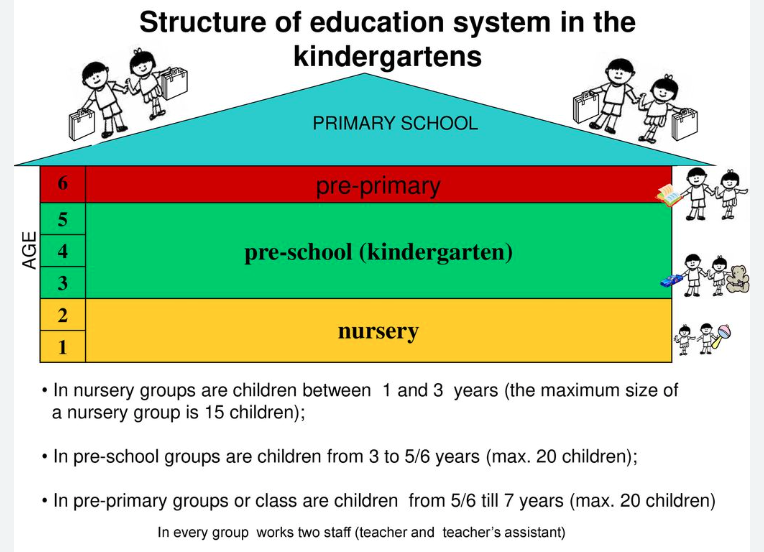 Structure of education system in the
kindergartens
PRIMARY SCHOOL
6
pre-primary
5
AGE
4
pre-school (kindergarten)
3
2
nursery
1
• In nursery groups are children between 1 and 3 years (the maximum size of
a nursery group is 15 children);
• In pre-school groups are children from 3 to 5/6 years (max. 20 children);
• In pre-primary groups or class are children from 5/6 till 7 years (max. 20 children)
In every group works two staff (teacher and teacher's assistant)